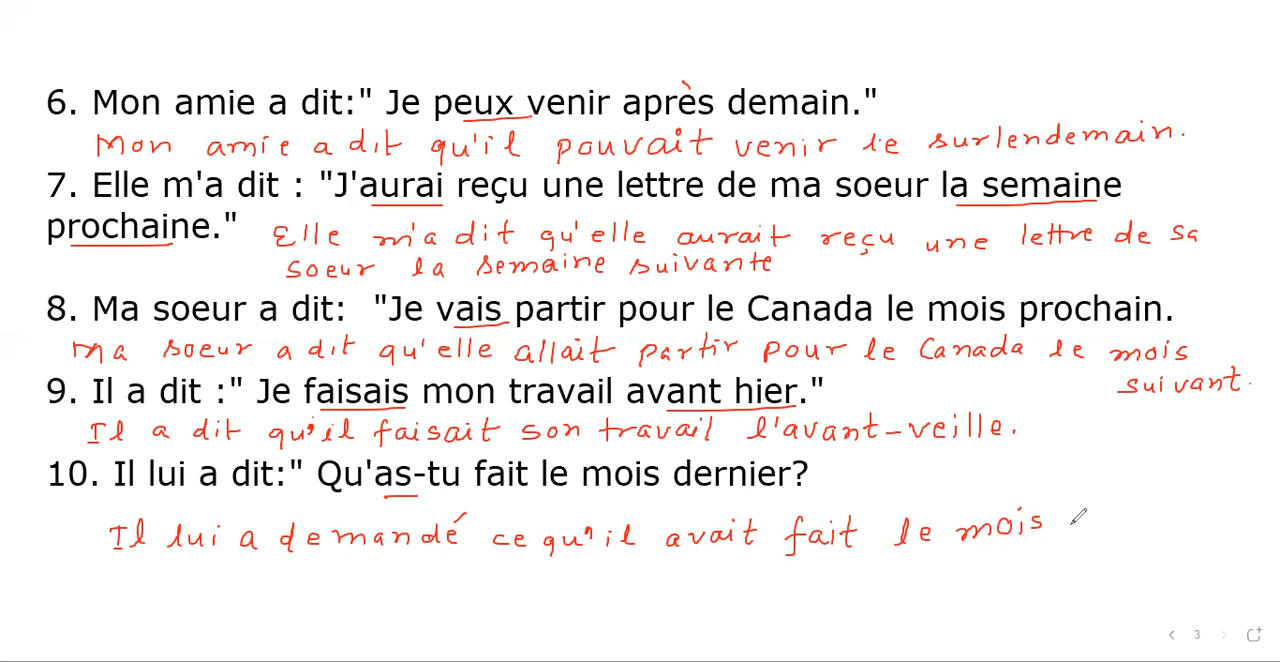 6. Mon amie a dit:" Je peux venir après demain."
Mon amie a dit qu'il pouvait venir le surlendemain.
7. Elle m'a dit : "J'aurai reçu une lettre de ma soeur la semaine
prochaine."
Elle m'a dit qu'elle aurait reçu une lettre de sa
soeur la semaine suivante
8. Ma soeur a dit: "Je vais partir pour le Canada le mois prochain.
Ma soeur a dit qu'elle allait partir pour le Canada le mois
suivant.
9. Il a dit :" Je faisais mon travail avant hier."
Il a dit qu'il faisait son travail l'avant-veille.
10. Il lui a dit:" Qu'as-tu fait le mois dernier?
Il lui a demandé ce qu'il avait fait le mois
3